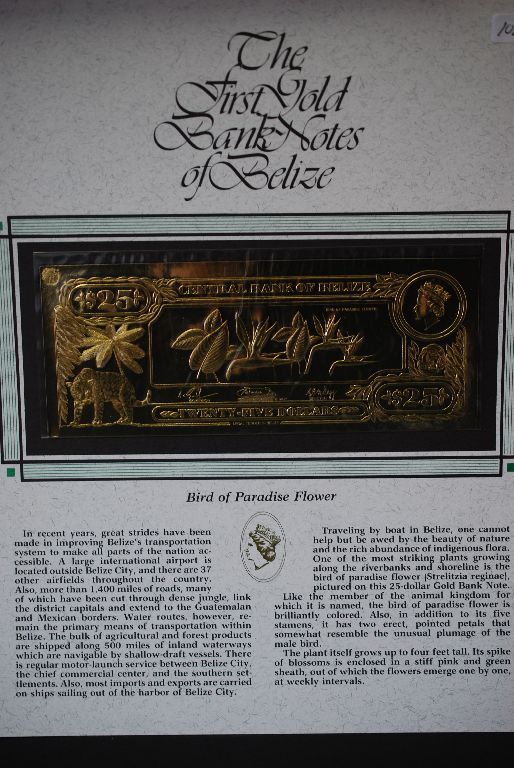 The
First Gold
Bank Notes
of Belize
$25
CENTRAL BANK OF BELIZE
BIRD OF PARADISE FLOWER
TWENTY-FIVE DOLLARS
$25
Bird of Paradise Flower
In recent years, great strides have been
made in improving Belize's transportation
system to make all parts of the nation ac-
cessible. A large international airport is
located outside Belize City, and there are 37
other airfields throughout the country.
Also, more than 1,400 miles of roads, many
of which have been cut through dense jungle, link
the district capitals and extend to the Guatemalan
and Mexican borders. Water routes, however, re-
main the primary means of transportation within
Belize. The bulk of agricultural and forest products
are shipped along 500 miles of inland waterways
which are navigable by shallow-draft vessels. There
is regular motor-launch service between Belize City,
the chief commercial center, and the southern set-
tlements. Also, most imports and exports are carried
on ships sailing out of the harbor of Belize City.
Traveling by boat in Belize, one cannot
help but be awed by the beauty of nature
and the rich abundance of indigenous flora.
One of the most striking plants growing
along the riverbanks and shoreline is the
bird of paradise flower [Strelitzia reginae],
pictured on this 25-dollar Gold Bank Note.
Like the member of the animal kingdom for
which it is named, the bird of paradise flower is
brilliantly colored. Also, in addition to its five
stamens, it has two erect, pointed petals that
somewhat resemble the unusual plumage of the
male bird.
The plant itself grows up to four feet tall. Its spike
of blossoms is enclosed in a stiff pink and green
sheath, out of which the flowers emerge one by one,
at weekly intervals.